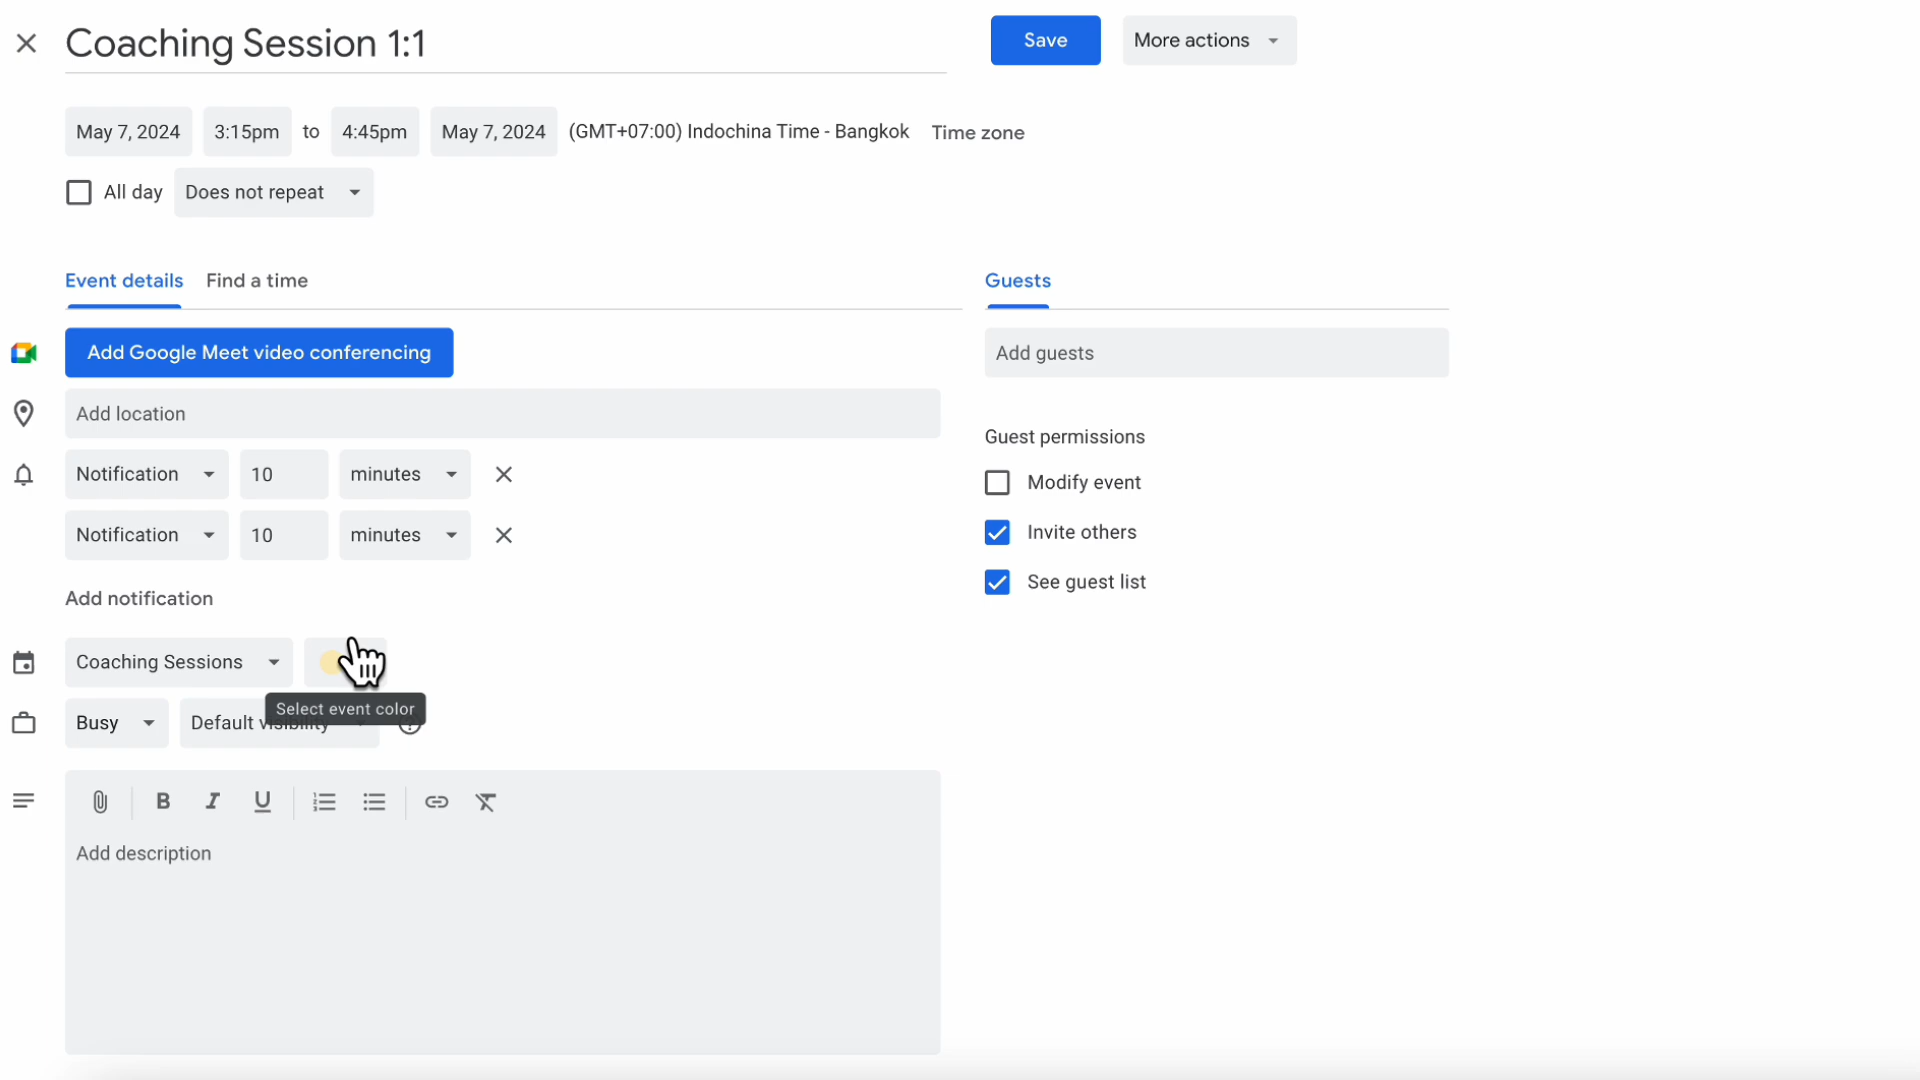 Coaching Session 1:1
Save
More actions
May 7, 2024 3:15pm to 4:45pm May 7, 2024 (GMT+07:00) Indochina Time - Bangkok Time zone
All day Does not repeat
Event details Find a time
Guests
Add Google Meet video conferencing
Add guests
Add location
Guest permissions
Notification 10 minutes
Modify event
Notification 10 minutes
Invite others
See guest list
Add notification
Coaching Sessions
Select event color
Busy Default visibility
B I U
Add description